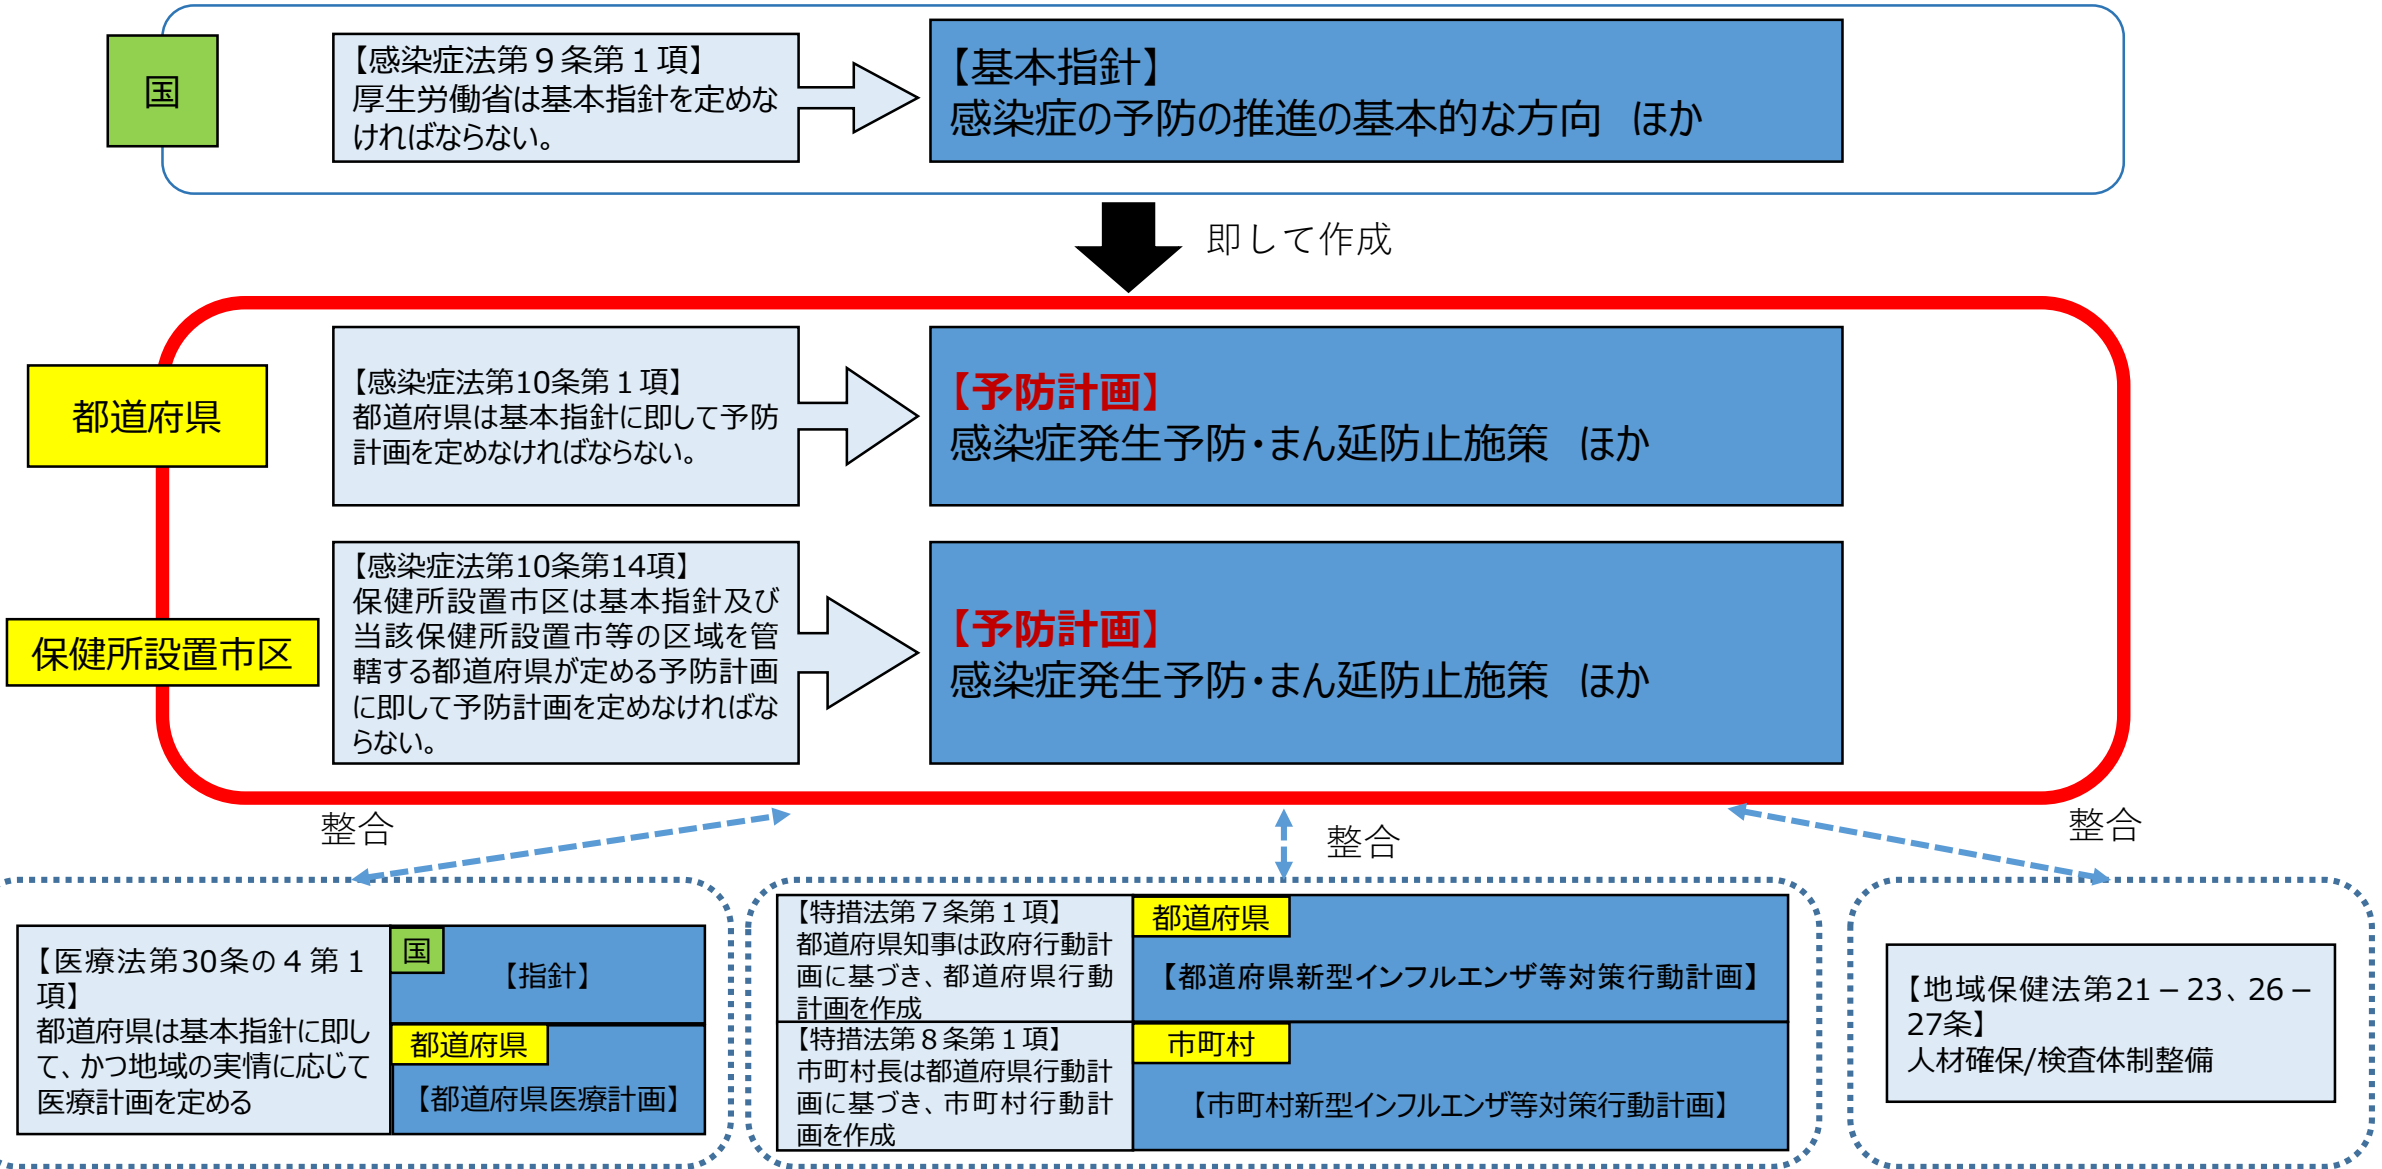 国
【感染症法第９条第１項】
厚生労働省は基本指針を定めな
ければならない。
【基本指針】
感染症の予防の推進の基本的な方向　ほか
即して作成
都道府県
【感染症法第10条第１項】
都道府県は基本指針に即して予防
計画を定めなければならない。
【予防計画】
感染症発生予防・まん延防止施策　ほか
保健所設置市区
【感染症法第10条第14項】
保健所設置市区は基本指針及び
当該保健所設置市等の区域を管
轄する都道府県が定める予防計画
に即して予防計画を定めなければな
らない。
【予防計画】
感染症発生予防・まん延防止施策　ほか
整合
整合
整合
【医療法第30条の４第１
項】
都道府県は基本指針に即し
て、かつ地域の実情に応じて
医療計画を定める
国
【指針】
都道府県
【都道府県医療計画】
【特措法第７条第１項】
都道府県知事は政府行動計
画に基づき、都道府県行動
計画を作成
都道府県
【都道府県新型インフルエンザ等対策行動計画】
【特措法第８条第１項】
市町村長は都道府県行動計
画に基づき、市町村行動計
画を作成
市町村
【市町村新型インフルエンザ等対策行動計画】
【地域保健法第21－23、26－
27条】
人材確保/検査体制整備